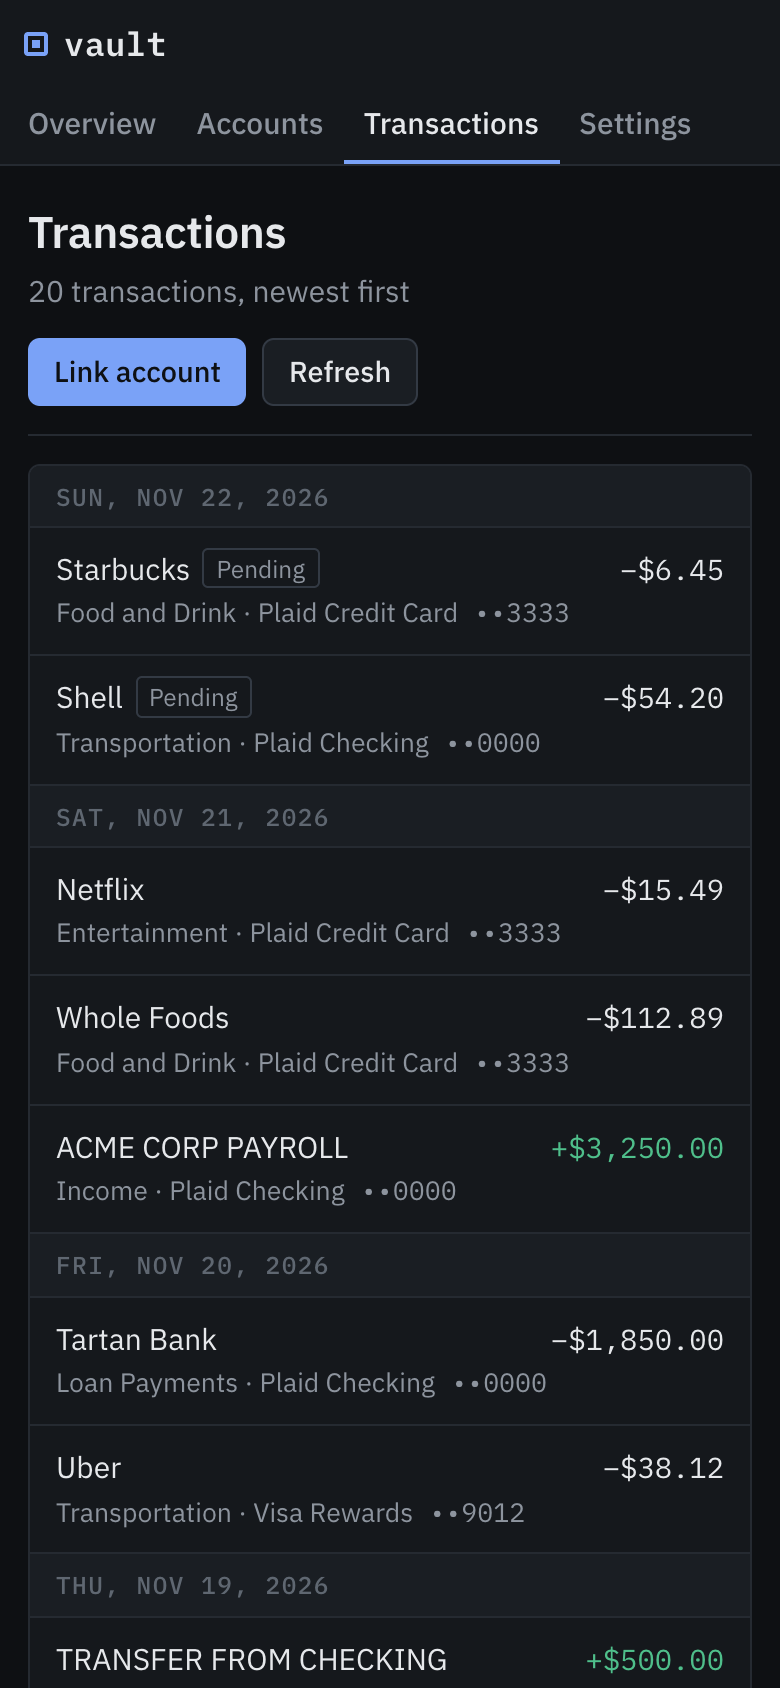 vault
Overview Accounts Transactions Settings
Transactions
20 transactions, newest first
Link account Refresh
SUN, NOV 22, 2026
Starbucks Pending −$6.45
Food and Drink · Plaid Credit Card ••3333
Shell Pending −$54.20
Transportation · Plaid Checking ••0000
SAT, NOV 21, 2026
Netflix −$15.49
Entertainment · Plaid Credit Card ••3333
Whole Foods −$112.89
Food and Drink · Plaid Credit Card ••3333
ACME CORP PAYROLL +$3,250.00
Income · Plaid Checking ••0000
FRI, NOV 20, 2026
Tartan Bank −$1,850.00
Loan Payments · Plaid Checking ••0000
Uber −$38.12
Transportation · Visa Rewards ••9012
THU, NOV 19, 2026
TRANSFER FROM CHECKING +$500.00